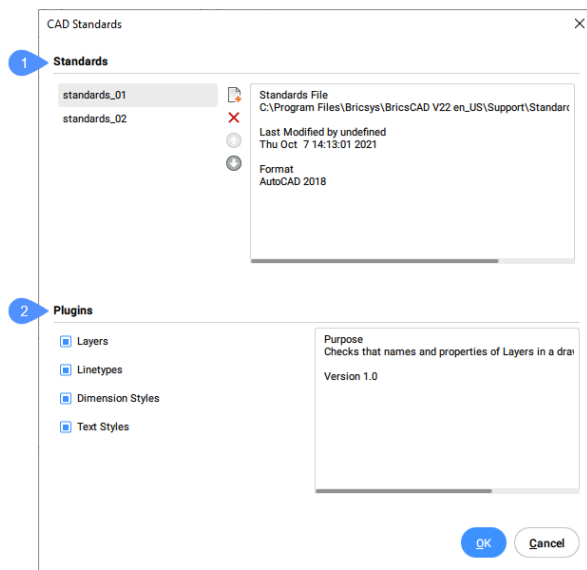 CAD Standards
1
Standards
standards_01
standards_02
Standards File
C:\Program Files\Bricsys\BricsCAD V22 en_US\Support\Standard
Last Modified by undefined
Thu Oct 7 14:13:01 2021
Format
AutoCAD 2018
2
Plugins
Layers
Linetypes
Dimension Styles
Text Styles
Purpose
Checks that names and properties of Layers in a dra
Version 1.0
OK
Cancel